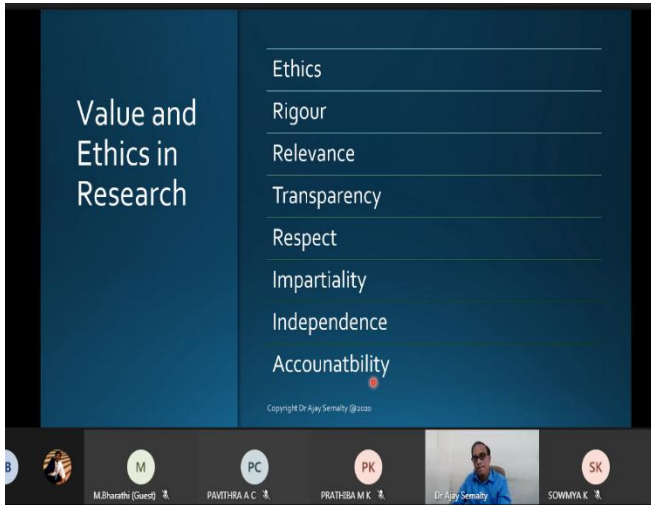 Value and
Ethics in
Research
Ethics
Rigour
Relevance
Transparency
Respect
Impartiality
Independence
Accounatbility
Copyright Dr Ajay Semalty @2020
B
M
M.Bharathi (Guest)
PC
PAVITHRA A C
PK
PRATHIBA M K
Dr Ajay Semalty
SK
SOWMYA K